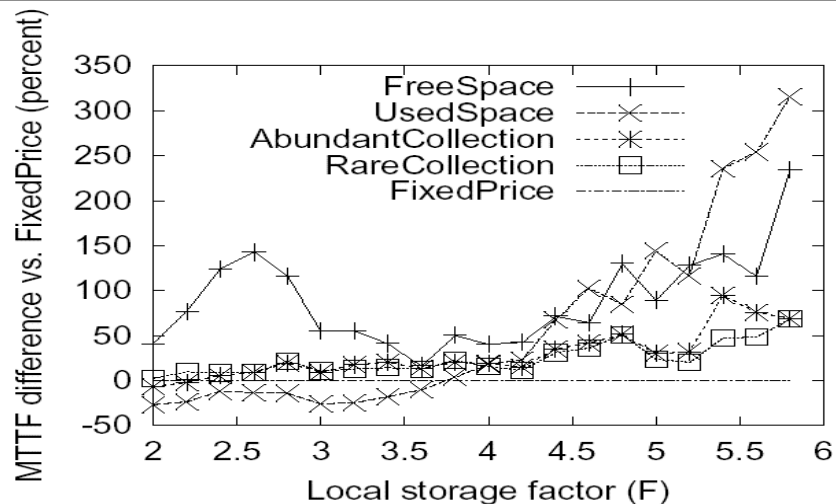 MTTF difference vs. FixedPrice (percent)
350
300
250
200
150
100
50
0
-50
FreeSpace
UsedSpace
AbundantCollection
RareCollection
FixedPrice
2 2.5 3 3.5 4 4.5 5 5.5 6
Local storage factor (F)